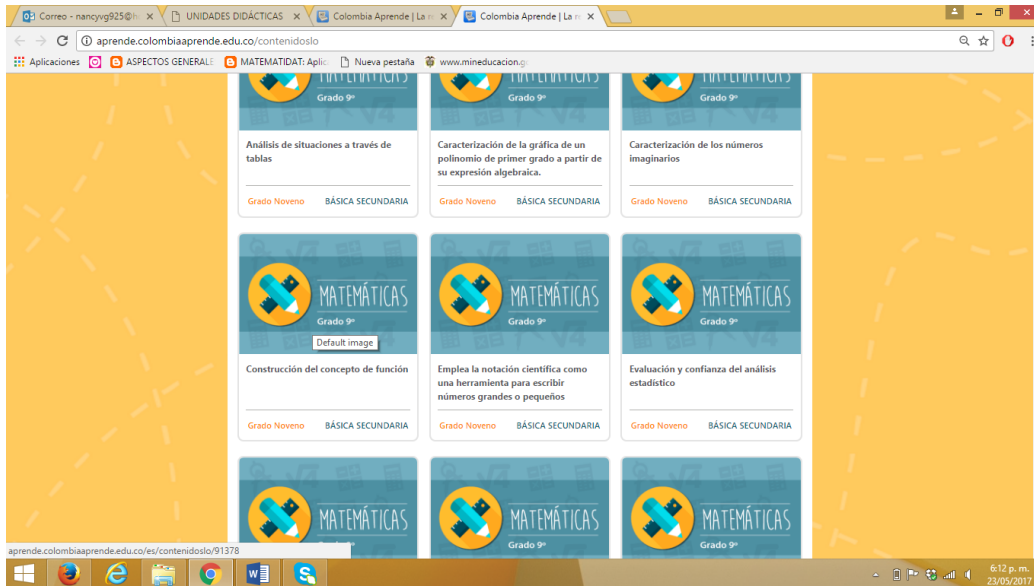 Correo - nancyvg925@h
UNIDADES DIDÁCTICAS
Colombia Aprende | La r
Colombia Aprende | La r
aprende.colombiaaprende.edu.co/contenidoslo
Aplicaciones
ASPECTOS GENERALE
MATEMATIDAT: Aplic
Nueva pestaña
www.mineducacion.g
Grado 9º
Grado 9º
Grado 9º
Análisis de situaciones a través de
tablas
Grado Noveno BÁSICA SECUNDARIA
Caracterización de la gráfica de un
polinomio de primer grado a partir de
su expresión algebraica.
Grado Noveno BÁSICA SECUNDARIA
Caracterización de los números
imaginarios
Grado Noveno BÁSICA SECUNDARIA
MATEMÁTICAS
Grado 9º
Default image
Construcción del concepto de función
Grado Noveno BÁSICA SECUNDARIA
MATEMÁTICAS
Grado 9º
Emplea la notación científica como
una herramienta para escribir
números grandes o pequeños
Grado Noveno BÁSICA SECUNDARIA
MATEMÁTICAS
Grado 9º
Evaluación y confianza del análisis
estadístico
Grado Noveno BÁSICA SECUNDARIA
MATEMÁTICAS
MATEMÁTICAS
Grado 9º
MATEMÁTICAS
Grado 9º
aprende.colombiaaprende.edu.co/es/contenidoslo/91378
6:12 p. m.
23/05/2017